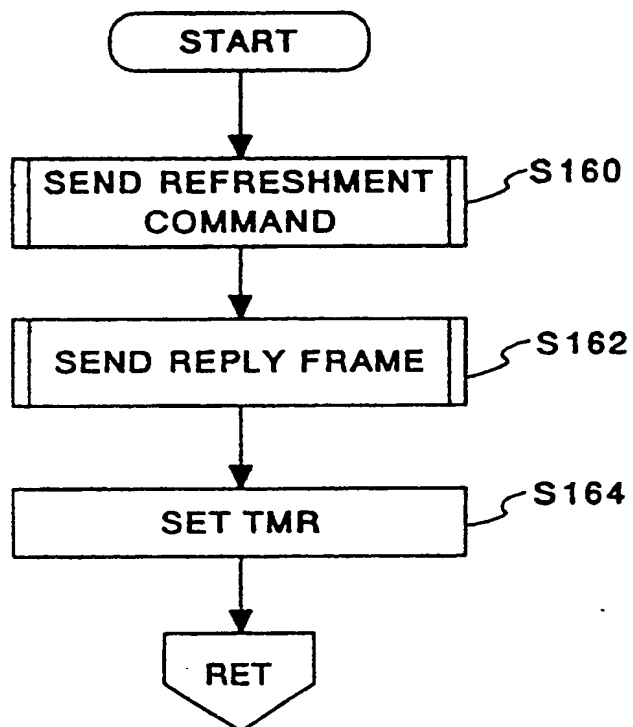 START
SEND REFRESHMENT
COMMAND
S160
SEND REPLY FRAME
S162
SET TMR
S164
RET